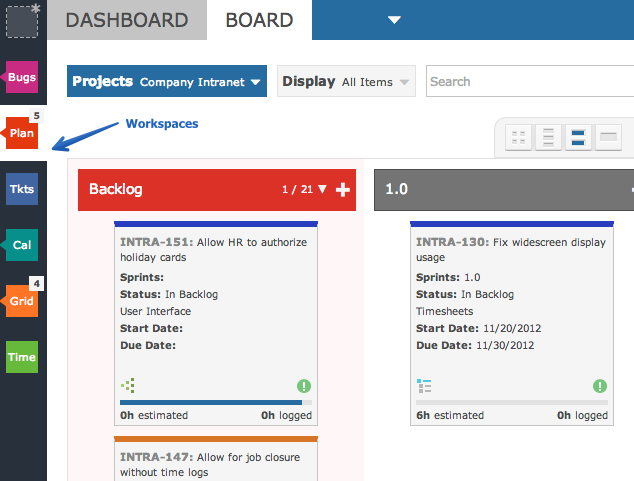 *
DASHBOARD
BOARD
Bugs
5
Plan
Tkts
Cal
4
Grid
Time
Projects Company Intranet
Display All Items
Search
Workspaces
Backlog 1 / 21
1.0
INTRA-151: Allow HR to authorize
holiday cards
Sprints:
Status: In Backlog
User Interface
Start Date:
Due Date:
0h estimated 0h logged
INTRA-147: Allow for job closure
without time logs
INTRA-130: Fix widescreen display
usage
Sprints: 1.0
Status: In Backlog
Timesheets
Start Date: 11/20/2012
Due Date: 11/30/2012
6h estimated 0h logged